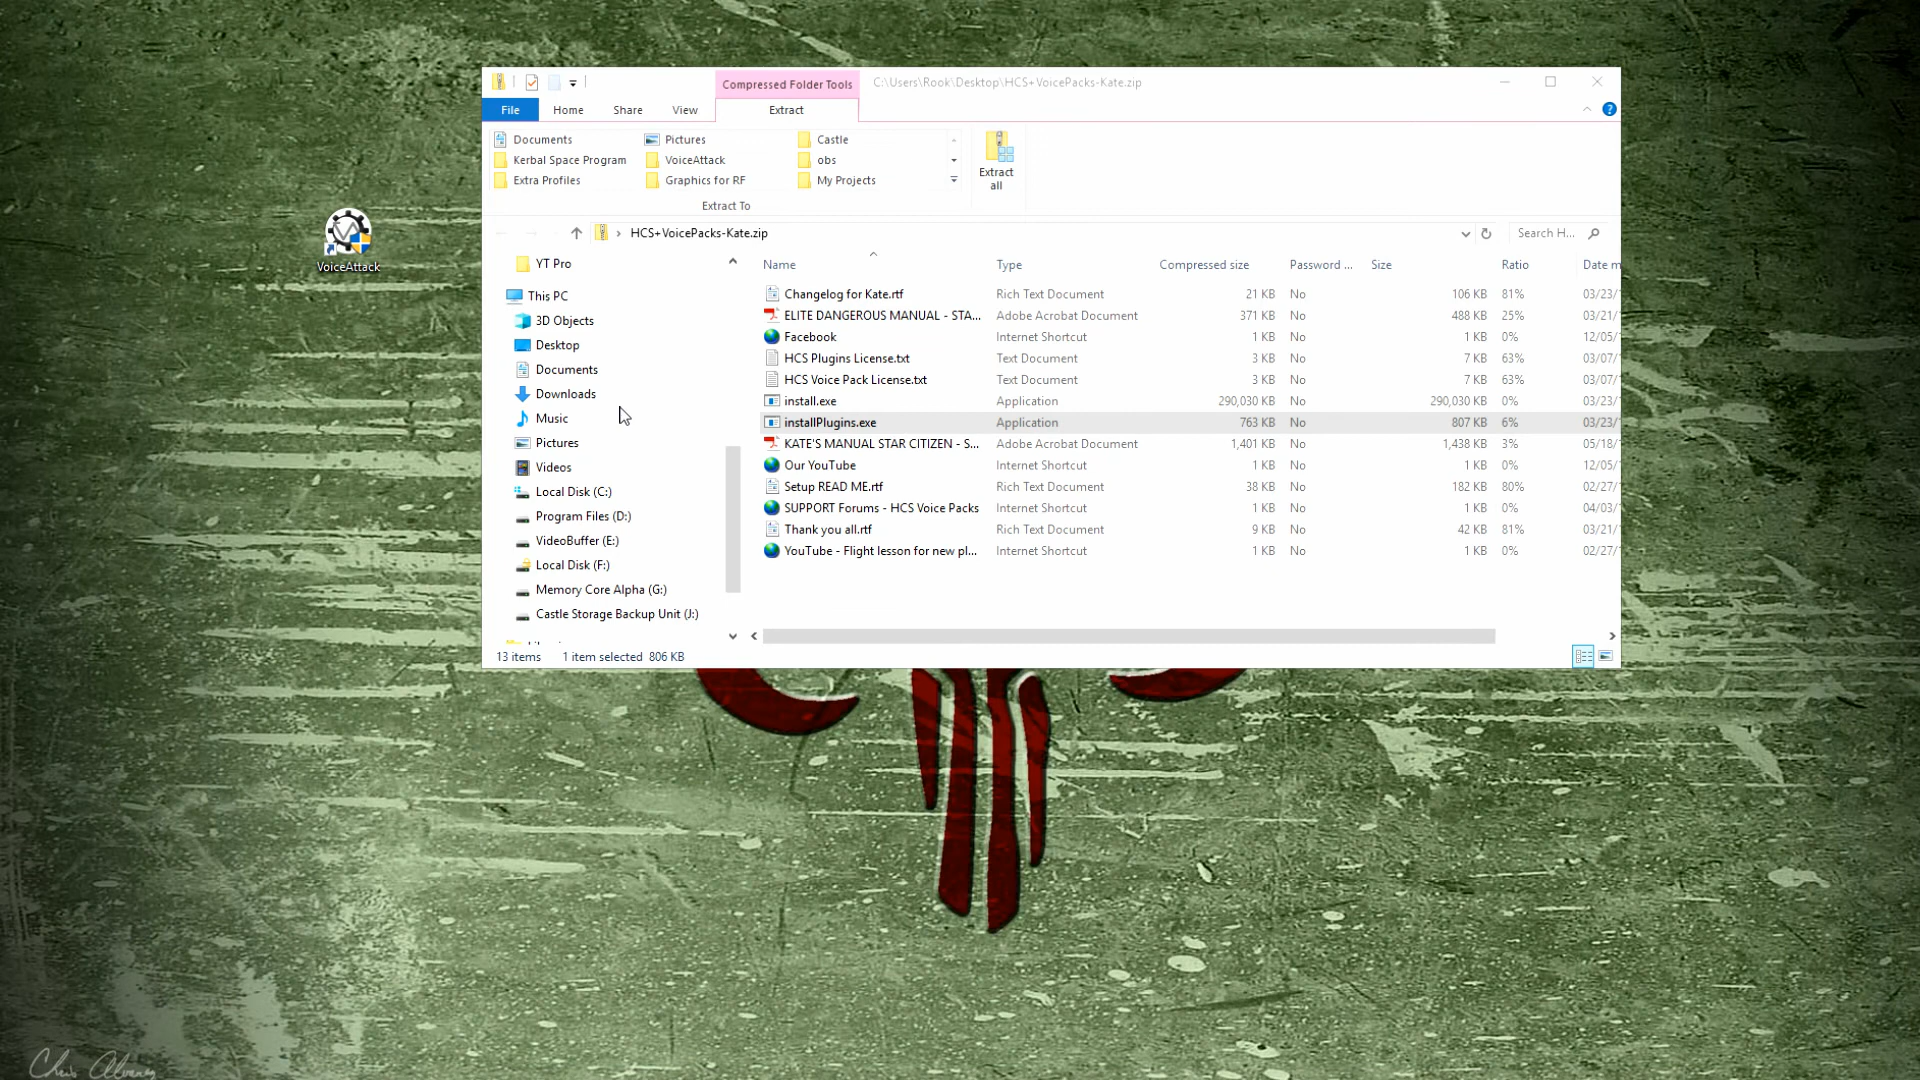 Compressed Folder Tools
C:\Users\Rook\Desktop\HCS+VoicePacks-Kate.zip
File Home Share View Extract
Documents Pictures Castle
Kerbal Space Program VoiceAttack obs
Extra Profiles Graphics for RF My Projects
Extract all
Extract To
HCS+VoicePacks-Kate.zip
Search H...
VoiceAttack
YT Pro
This PC
3D Objects
Desktop
Documents
Downloads
Music
Pictures
Videos
Local Disk (C:)
Program Files (D:)
VideoBuffer (E:)
Local Disk (F:)
Memory Core Alpha (G:)
Castle Storage Backup Unit (J:)
Name Type Compressed size Password ... Size Ratio Date m
Changelog for Kate.rtf Rich Text Document 21 KB No 106 KB 81% 03/23/
ELITE DANGEROUS MANUAL - STA... Adobe Acrobat Document 371 KB No 488 KB 25% 03/21/
Facebook Internet Shortcut 1 KB No 1 KB 0% 12/05/
HCS Plugins License.txt Text Document 3 KB No 7 KB 63% 03/07/
HCS Voice Pack License.txt Text Document 3 KB No 7 KB 63% 03/07/
install.exe Application 290,030 KB No 290,030 KB 0% 03/23/
installPlugins.exe Application 763 KB No 807 KB 6% 03/23/
KATE'S MANUAL STAR CITIZEN - S... Adobe Acrobat Document 1,401 KB No 1,438 KB 3% 05/18/
Our YouTube Internet Shortcut 1 KB No 1 KB 0% 12/05/
Setup READ ME.rtf Rich Text Document 38 KB No 182 KB 80% 02/27/
SUPPORT Forums - HCS Voice Packs Internet Shortcut 1 KB No 1 KB 0% 04/03/
Thank you all.rtf Rich Text Document 9 KB No 42 KB 81% 03/21/
YouTube - Flight lesson for new pl... Internet Shortcut 1 KB No 1 KB 0% 02/27/
13 items 1 item selected 806 KB
Chris Alvarez